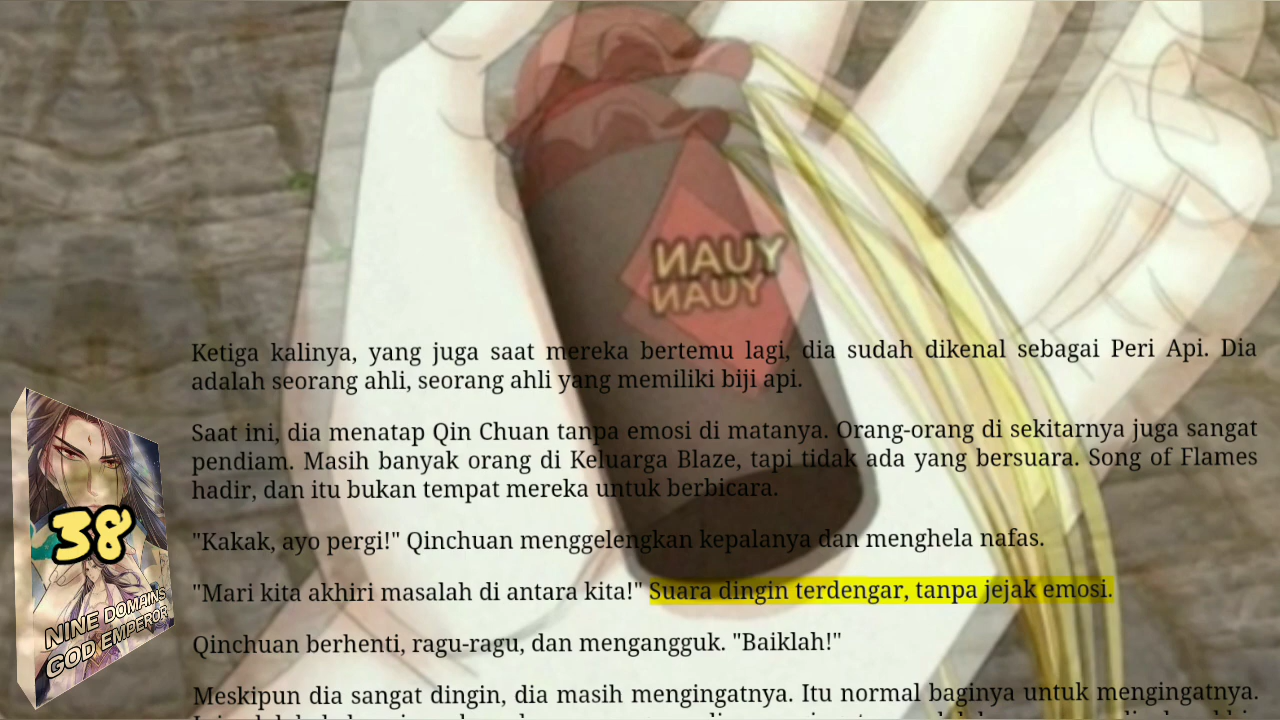 ИAUY
ИAUY
Ketiga kalinya, yang juga saat mereka bertemu lagi, dia sudah dikenal sebagai Peri Api. Dia
adalah seorang ahli, seorang ahli yang memiliki biji api.
Saat ini, dia menatap Qin Chuan tanpa emosi di matanya. Orang-orang di sekitarnya juga sangat
pendiam. Masih banyak orang di Keluarga Blaze, tapi tidak ada yang bersuara. Song of Flames
hadir, dan itu bukan tempat mereka untuk berbicara.
"Kakak, ayo pergi!" Qinchuan menggelengkan kepalanya dan menghela nafas.
"Mari kita akhiri masalah di antara kita!" Suara dingin terdengar, tanpa jejak emosi.
Qinchuan berhenti, ragu-ragu, dan mengangguk. "Baiklah!"
Meskipun dia sangat dingin, dia masih mengingatnya. Itu normal baginya untuk mengingatnya.
38
NINE DOMAINS
GOD EMPEROR